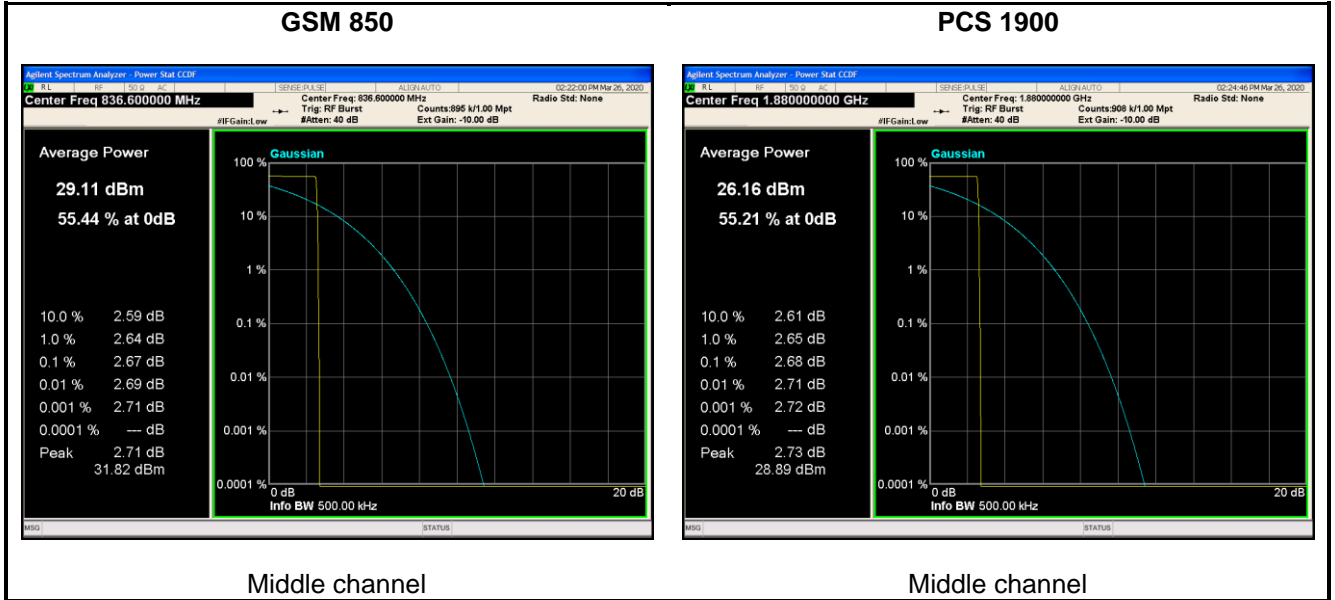 GSM 850
Agilent Spectrum Analyzer - Power Stat CCDF
RL RF 50 Ω AC SENSE:PULSE ALIGN AUTO 02:22:00 PM Mar 26, 2020
Center Freq 836.600000 MHz
Center Freq: 836.600000 MHz
Radio Std: None
Trig: RF Burst Counts:895 k/1.00 Mpt
#IFGain:Low #Atten: 40 dB Ext Gain: -10.00 dB
Average Power
29.11 dBm
55.44 % at 0dB
10.0 % 2.59 dB
1.0 % 2.64 dB
0.1 % 2.67 dB
0.01 % 2.69 dB
0.001 % 2.71 dB
0.0001 % --- dB
Peak 2.71 dB
31.82 dBm
Gaussian
100 %
10 %
1 %
0.1 %
0.01 %
0.001 %
0.0001 %
0 dB 20 dB
Info BW 500.00 kHz
MSG STATUS
Middle channel
PCS 1900
Agilent Spectrum Analyzer - Power Stat CCDF
RL RF 50 Ω AC SENSE:PULSE ALIGN AUTO 02:24:46 PM Mar 26, 2020
Center Freq 1.880000000 GHz
Center Freq: 1.880000000 GHz
Radio Std: None
Trig: RF Burst Counts:908 k/1.00 Mpt
#IFGain:Low #Atten: 40 dB Ext Gain: -10.00 dB
Average Power
26.16 dBm
55.21 % at 0dB
10.0 % 2.61 dB
1.0 % 2.65 dB
0.1 % 2.68 dB
0.01 % 2.71 dB
0.001 % 2.72 dB
0.0001 % --- dB
Peak 2.73 dB
28.89 dBm
Gaussian
100 %
10 %
1 %
0.1 %
0.01 %
0.001 %
0.0001 %
0 dB 20 dB
Info BW 500.00 kHz
MSG STATUS
Middle channel